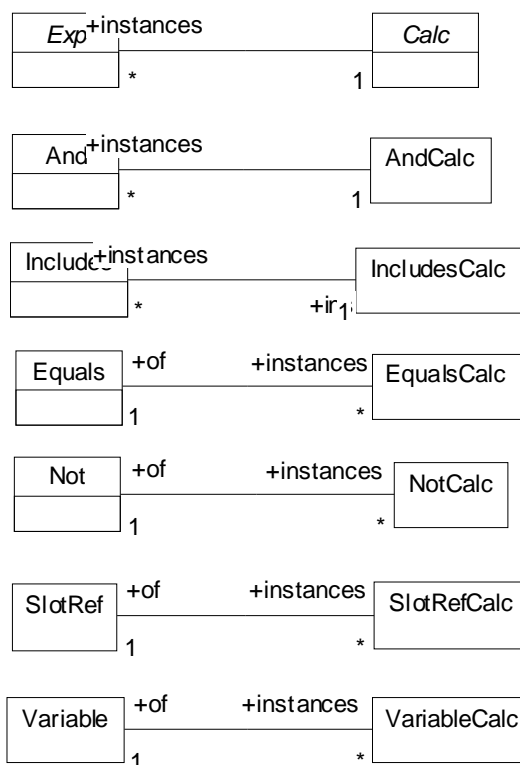 Exp +instances Calc
* 1
And +instances AndCalc
* 1
+instances IncludesCalc
* 1
Equals +of +instances EqualsCalc
1 *
Not +of +instances NotCalc
1 *
SlotRef +of +instances SlotRefCalc
1 *
Variable +of +instances VariableCalc
1 *